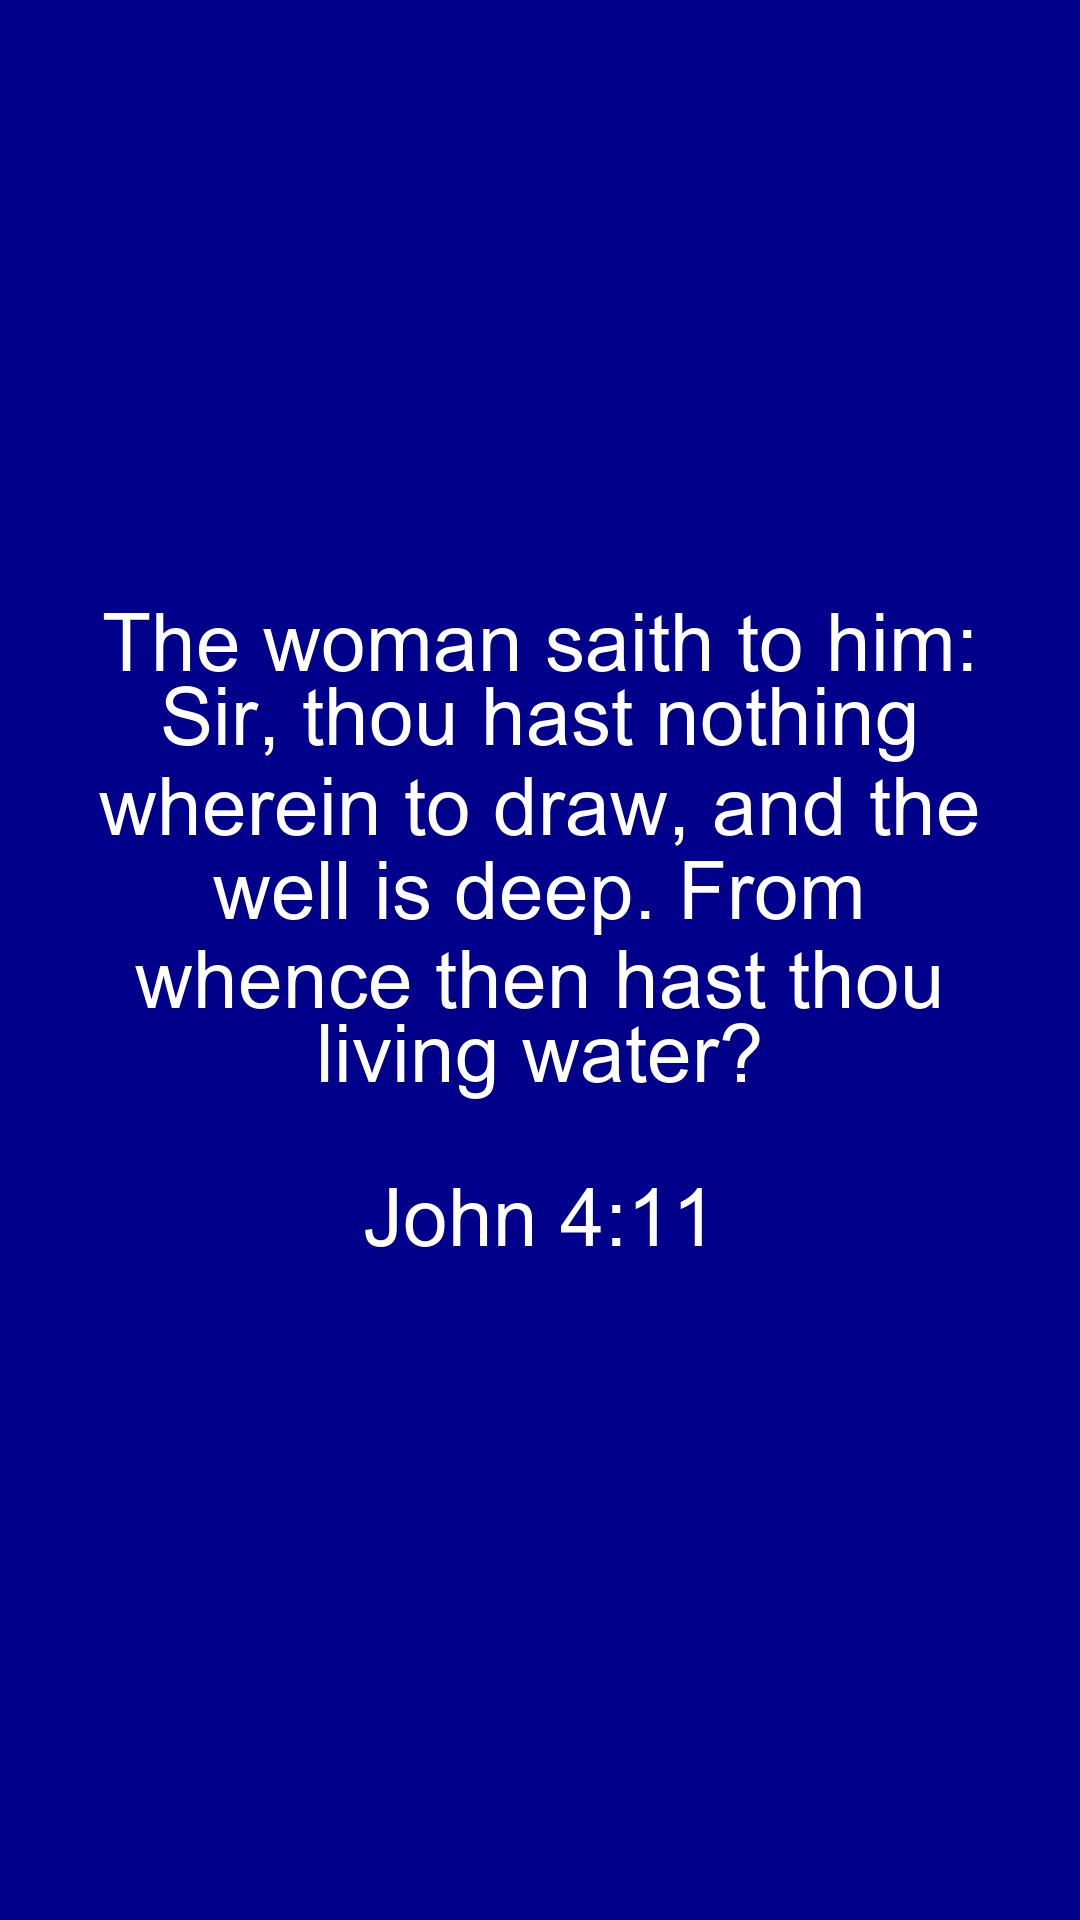 The woman saith to him:
Sir, thou hast nothing
wherein to draw, and the
well is deep. From
whence then hast thou
living water?
John 4:11